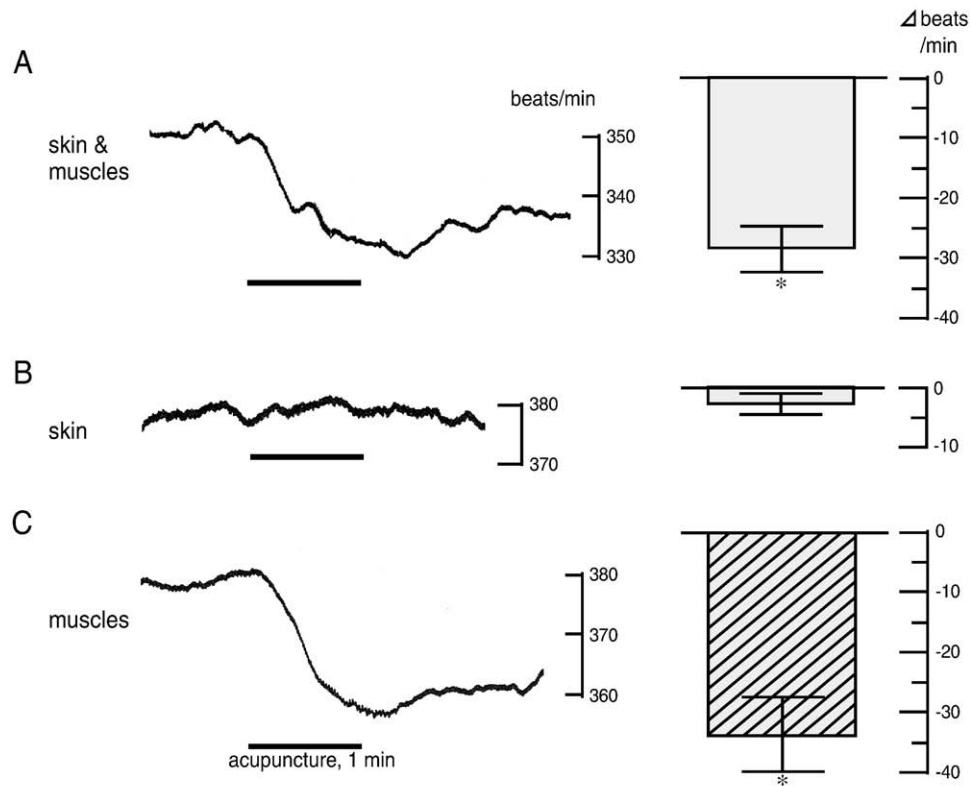 ⊿ beats
/min
A
skin &
muscles
beats/min
350
340
330
0
-10
-20
-30
-40
*
B
skin
380
370
0
-10
C
muscles
380
370
360
acupuncture, 1 min
0
-10
-20
-30
-40
*